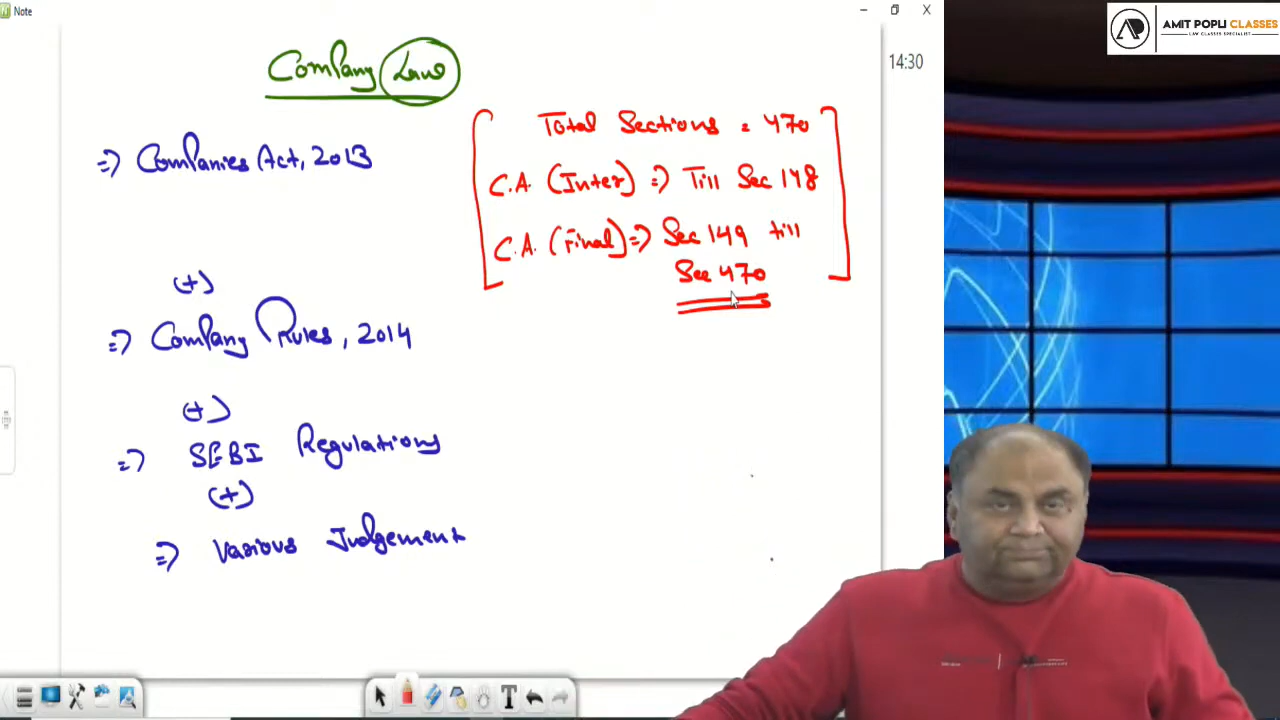 Note
AMIT POPLI CLASSES
LAW CLASSES SPECIALIST
14:30
Company Law
Total Sections = 470
C.A. (Inter) => Till Sec 148
C.A. (Final) => Sec 149 till
Sec 470
=> Companies Act, 2013
(+)
=> Company Rules, 2014
(+)
=> SEBI Regulations
(+)
=> Various Judgement
T